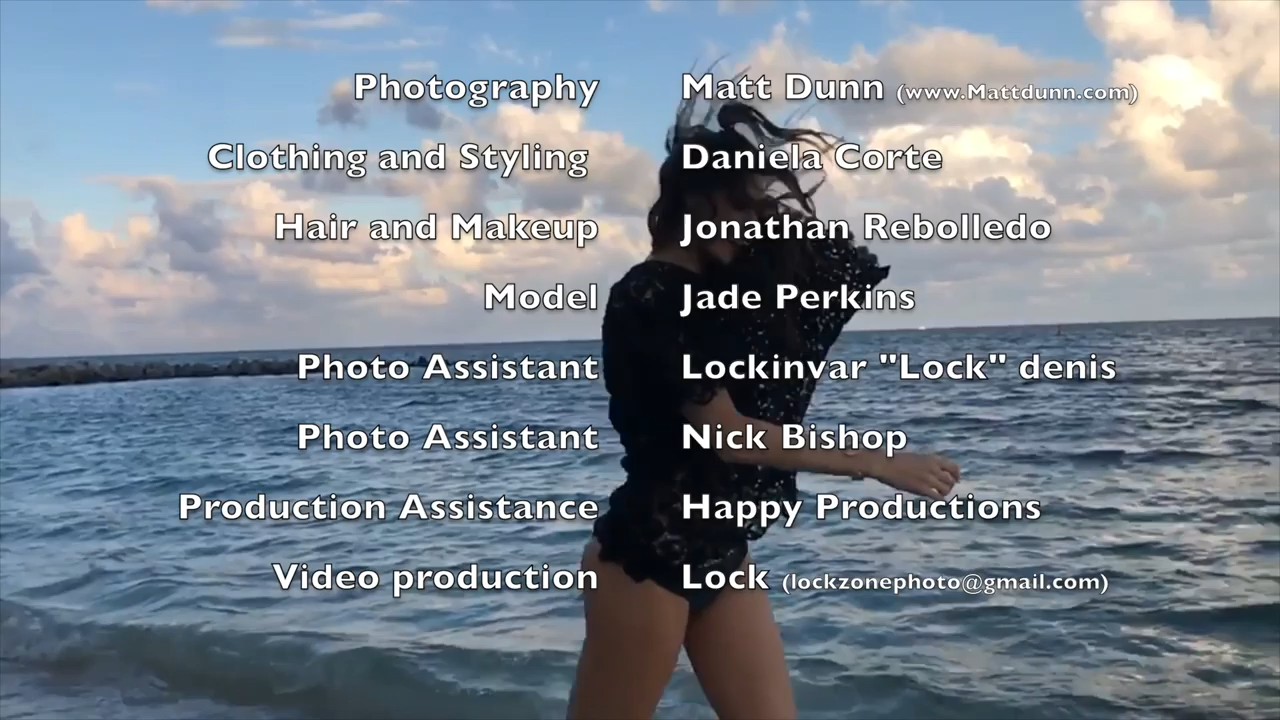 Photography Matt Dunn (www.Mattdunn.com)
Clothing and Styling Daniela Corte
Hair and Makeup Jonathan Rebolledo
Model Jade Perkins
Photo Assistant Lockinvar "Lock" denis
Photo Assistant Nick Bishop
Production Assistance Happy Productions
Video production Lock (lockzonephoto@gmail.com)